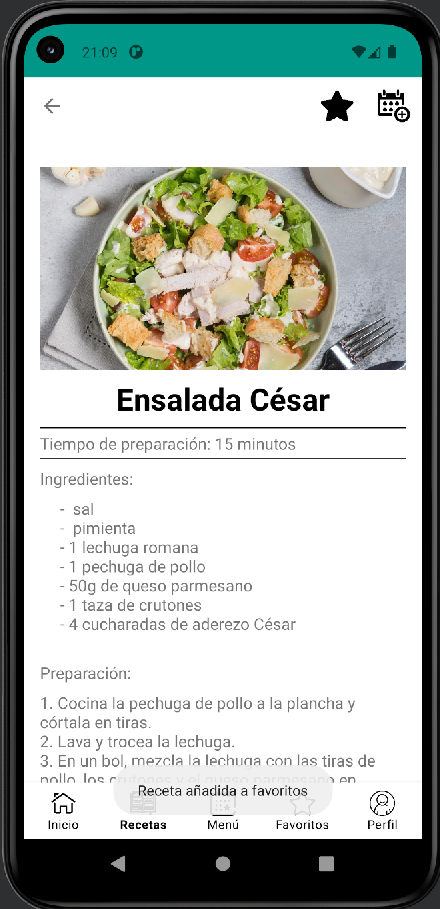 21:09
Ensalada César
Tiempo de preparación: 15 minutos
Ingredientes:
- sal
- pimienta
- 1 lechuga romana
- 1 pechuga de pollo
- 50g de queso parmesano
- 1 taza de crutones
- 4 cucharadas de aderezo César
Preparación:
1. Cocina la pechuga de pollo a la plancha y
córtala en tiras.
2. Lava y trocea la lechuga.
3. En un bol, mezcla la lechuga con las tiras de
pollo, los crutones y el queso parmesano en
Receta añadida a favoritos
Inicio
Recetas
Menú
Favoritos
Perfil